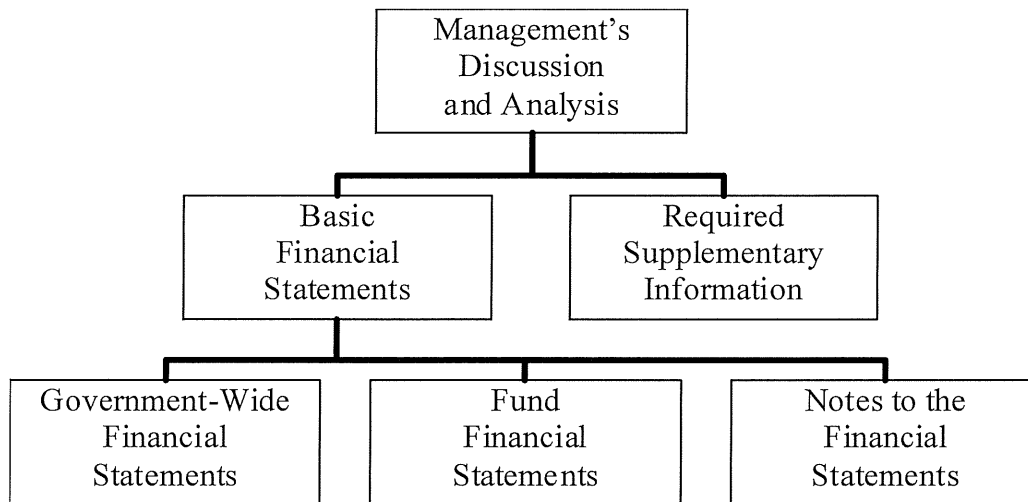 Management’s
Discussion
and Analysis
Basic
Financial
Statements
Required
Supplementary
Information
Government-Wide
Financial
Statements
Fund
Financial
Statements
Notes to the
Financial
Statements